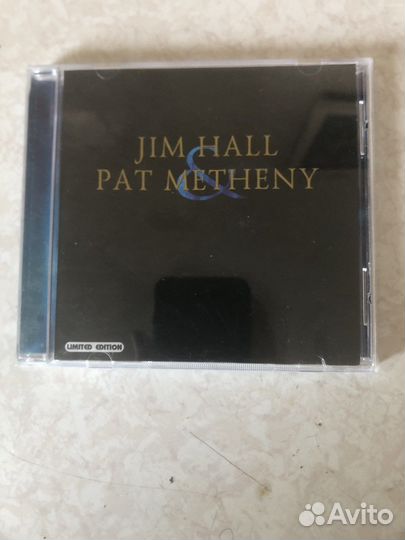 JIM HALL
&
PAT METHENY
LIMITED EDITION
Avito